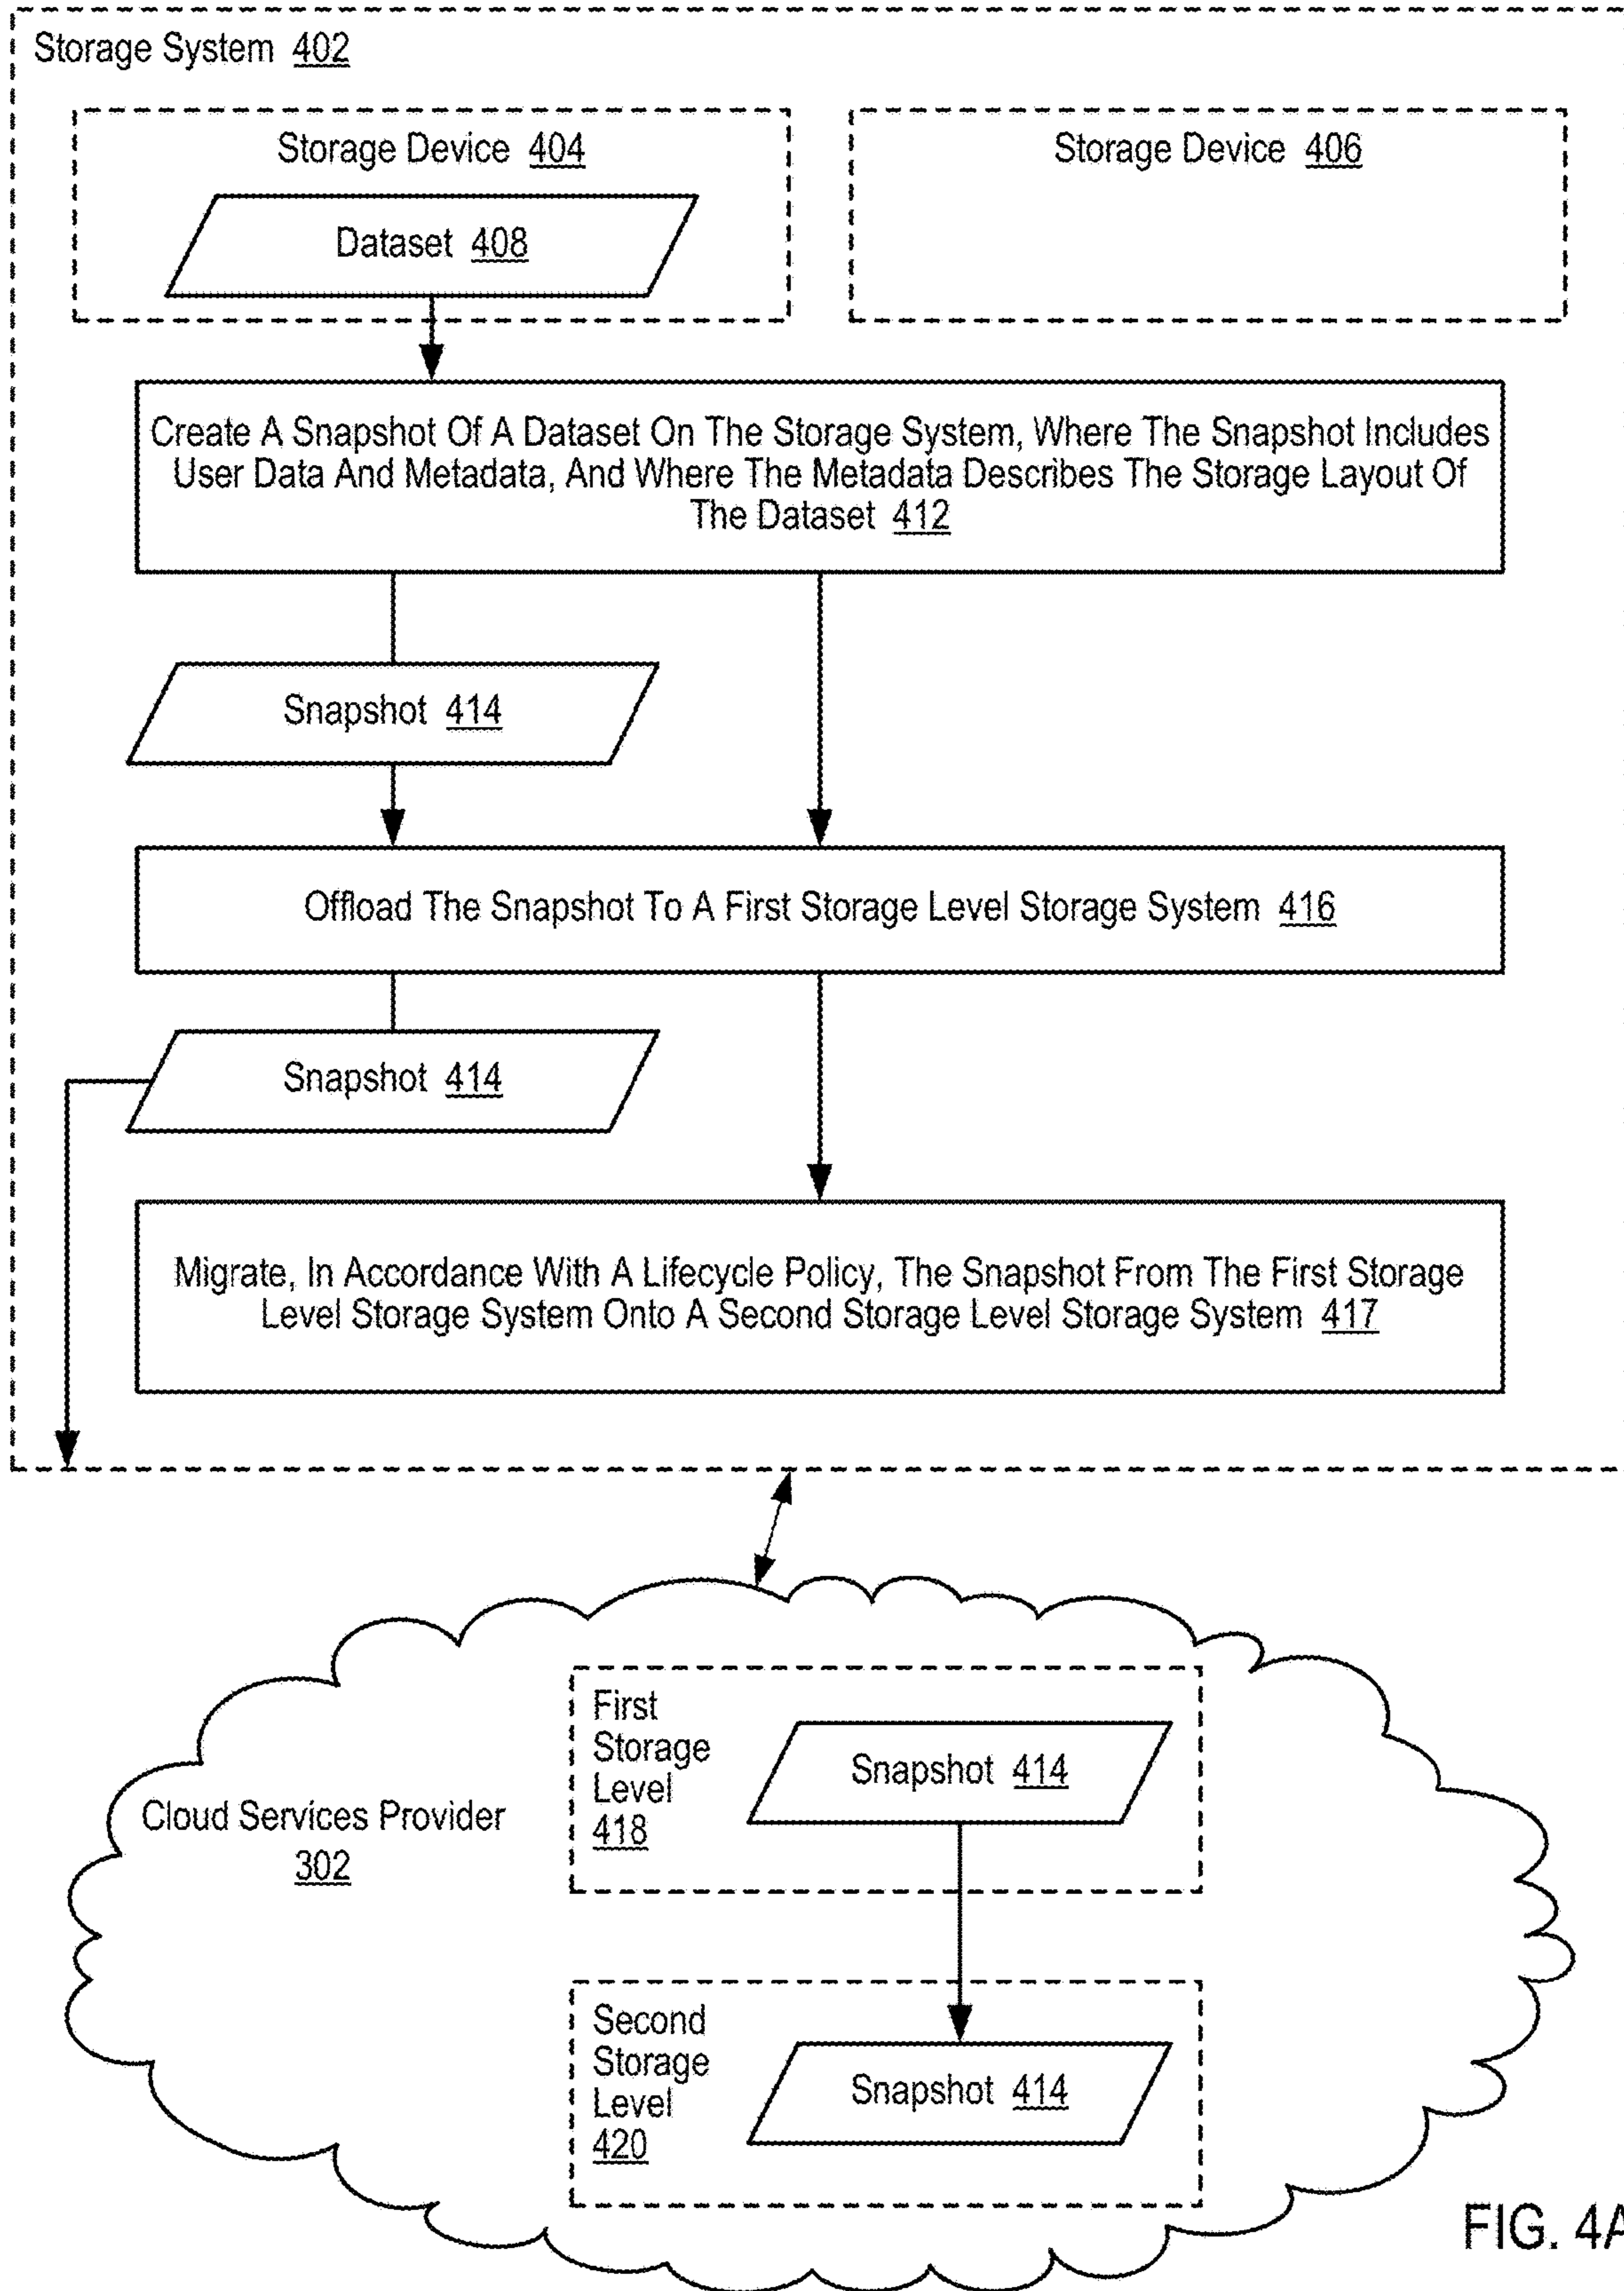 Storage System 402
Storage Device 404
Storage Device 406
Dataset 408
Create A Snapshot Of A Dataset On The Storage System, Where The Snapshot Includes
User Data And Metadata, And Where The Metadata Describes The Storage Layout Of
The Dataset 412
Snapshot 414
Offload The Snapshot To A First Storage Level Storage System 416
Snapshot 414
Migrate, In Accordance With A Lifecycle Policy, The Snapshot From The First Storage
Level Storage System Onto A Second Storage Level Storage System 417
Cloud Services Provider
302
First
Storage
Level
418
Snapshot 414
Second
Storage
Level
420
Snapshot 414
FIG. 4A